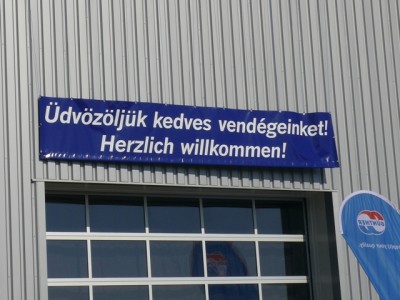 Üdvözöljük kedves vendégeinket!
Herzlich willkommen!